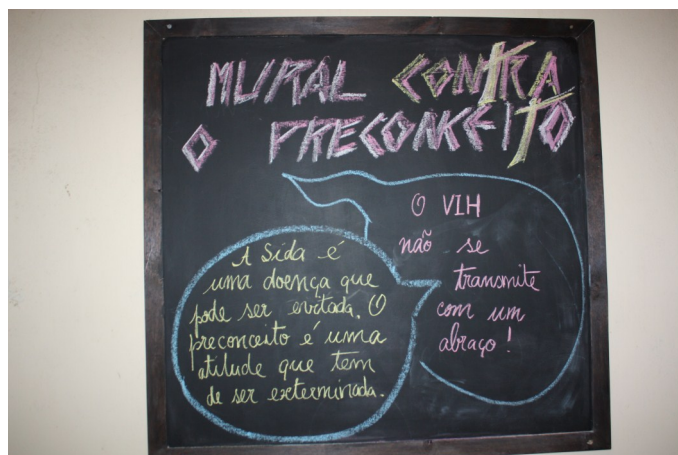 MURAL CONTRA
O PRECONCEITO
O VIH
não se
transmite
com um
abraço!
A Sida é
uma doença que
pode ser evitada. O
preconceito é uma
atitude que tem
de ser exterminada.